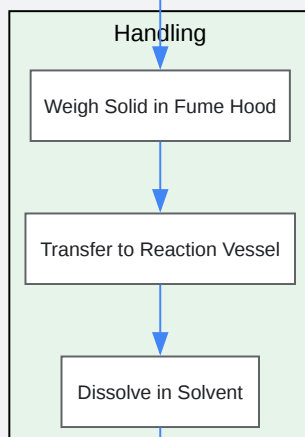 Handling
Weigh Solid in Fume Hood
Transfer to Reaction Vessel
Dissolve in Solvent